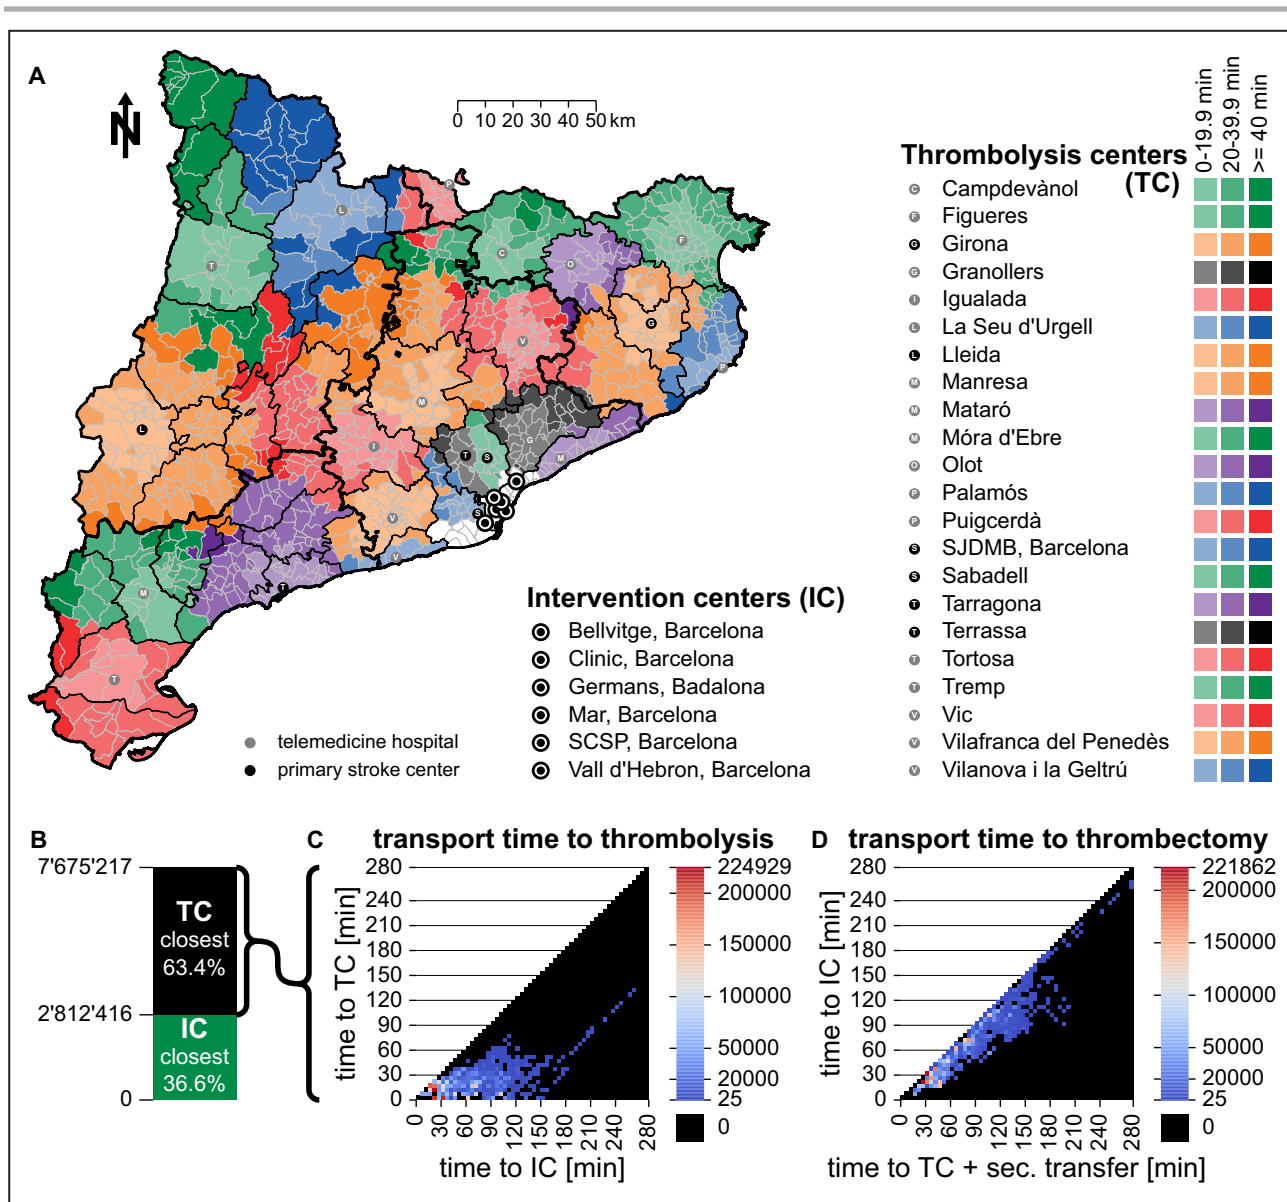 A
N
0 10 20 30 40 50 km
0-19.9 min
20-39.9 min
>= 40 min
Thrombolysis centers
(TC)
C Campdevànol
F Figueres
G Girona
G Granollers
I Igualada
L La Seu d'Urgell
L Lleida
M Manresa
M Mataró
M Móra d'Ebre
O Olot
P Palamós
P Puigcerdà
S SJDMB, Barcelona
S Sabadell
T Tarragona
T Terrassa
T Tortosa
T Tremp
V Vic
V Vilafranca del Penedès
V Vilanova i la Geltrú
P
L
C
O
F
T
G
V
P
L
M
I
T
S
G
M
S
V
V
T
M
T
Intervention centers (IC)
Bellvitge, Barcelona
Clinic, Barcelona
Germans, Badalona
Mar, Barcelona
SCSP, Barcelona
Vall d'Hebron, Barcelona
telemedicine hospital
primary stroke center
B
7'675'217
2'812'416
0
TC
closest
63.4%
IC
closest
36.6%
C transport time to thrombolysis
time to TC [min]
280
240
210
180
150
120
90
60
30
0
0 30 60 90 120 150 180 210 240 280
time to IC [min]
224929
200000
150000
100000
50000
20000
25
0
D transport time to thrombectomy
time to IC [min]
280
240
210
180
150
120
90
60
30
0
0 30 60 90 120 150 180 210 240 280
time to TC + sec. transfer [min]
221862
200000
150000
100000
50000
20000
25
0